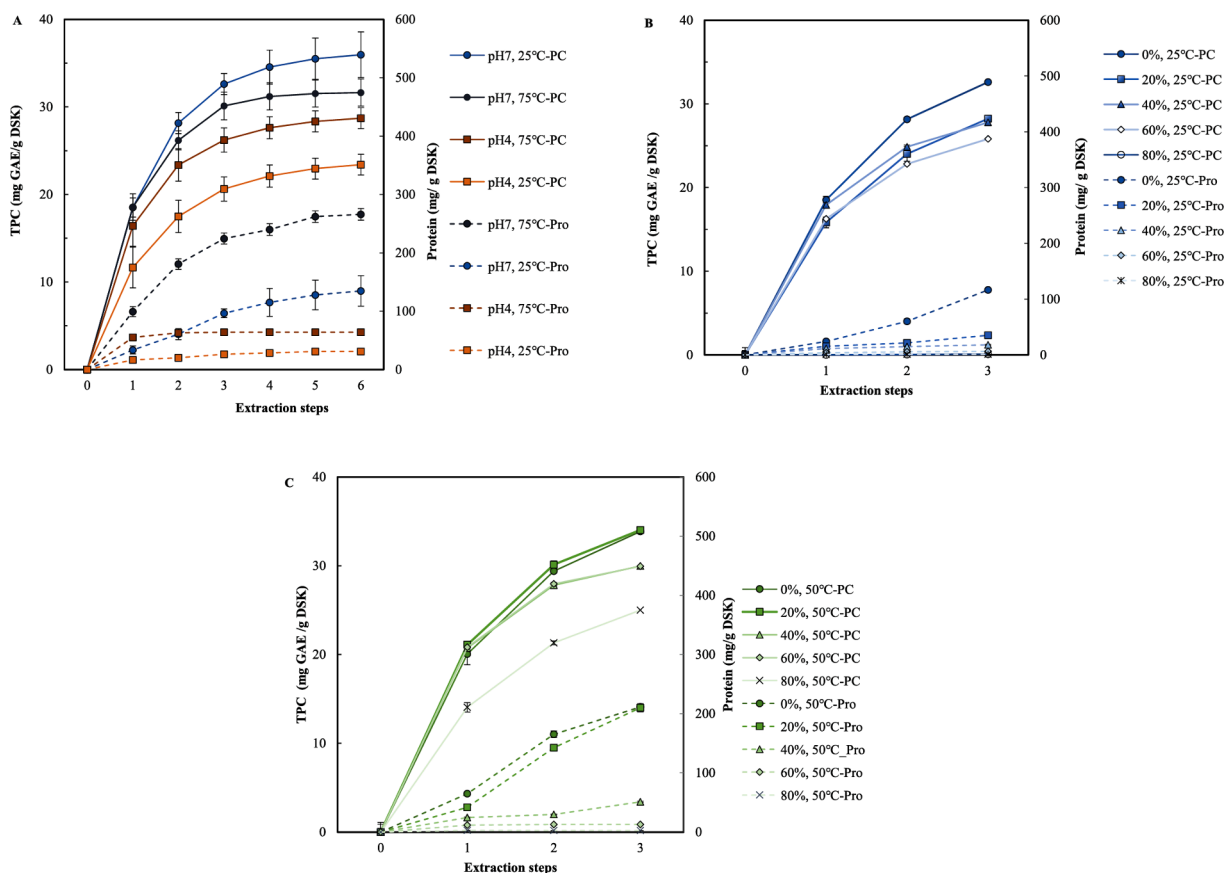 A
40
30
20
10
0
TPC (mg GAE/g DSK)
600
500
400
300
200
100
0
Protein (mg/ g DSK)
0 1 2 3 4 5 6
Extraction steps
pH7, 25℃-PC
pH7, 75℃-PC
pH4, 75℃-PC
pH4, 25℃-PC
pH7, 75℃-Pro
pH7, 25℃-Pro
pH4, 75℃-Pro
pH4, 25℃-Pro
B
40
30
20
10
0
TPC (mg GAE /g DSK)
600
500
400
300
200
100
0
Protein (mg/ g DSK)
0 1 2 3
Extraction steps
0%, 25℃-PC
20%, 25℃-PC
40%, 25℃-PC
60%, 25℃-PC
80%, 25℃-PC
0%, 25℃-Pro
20%, 25℃-Pro
40%, 25℃-Pro
60%, 25℃-Pro
80%, 25℃-Pro
C
40
30
20
10
0
TPC (mg GAE /g DSK)
600
500
400
300
200
100
0
Protein (mg/g DSK)
0 1 2 3
Extraction steps
0%, 50℃-PC
20%, 50℃-PC
40%, 50℃-PC
60%, 50℃-PC
80%, 50℃-PC
0%, 50℃-Pro
20%, 50℃-Pro
40%, 50℃_Pro
60%, 50℃-Pro
80%, 50℃-Pro